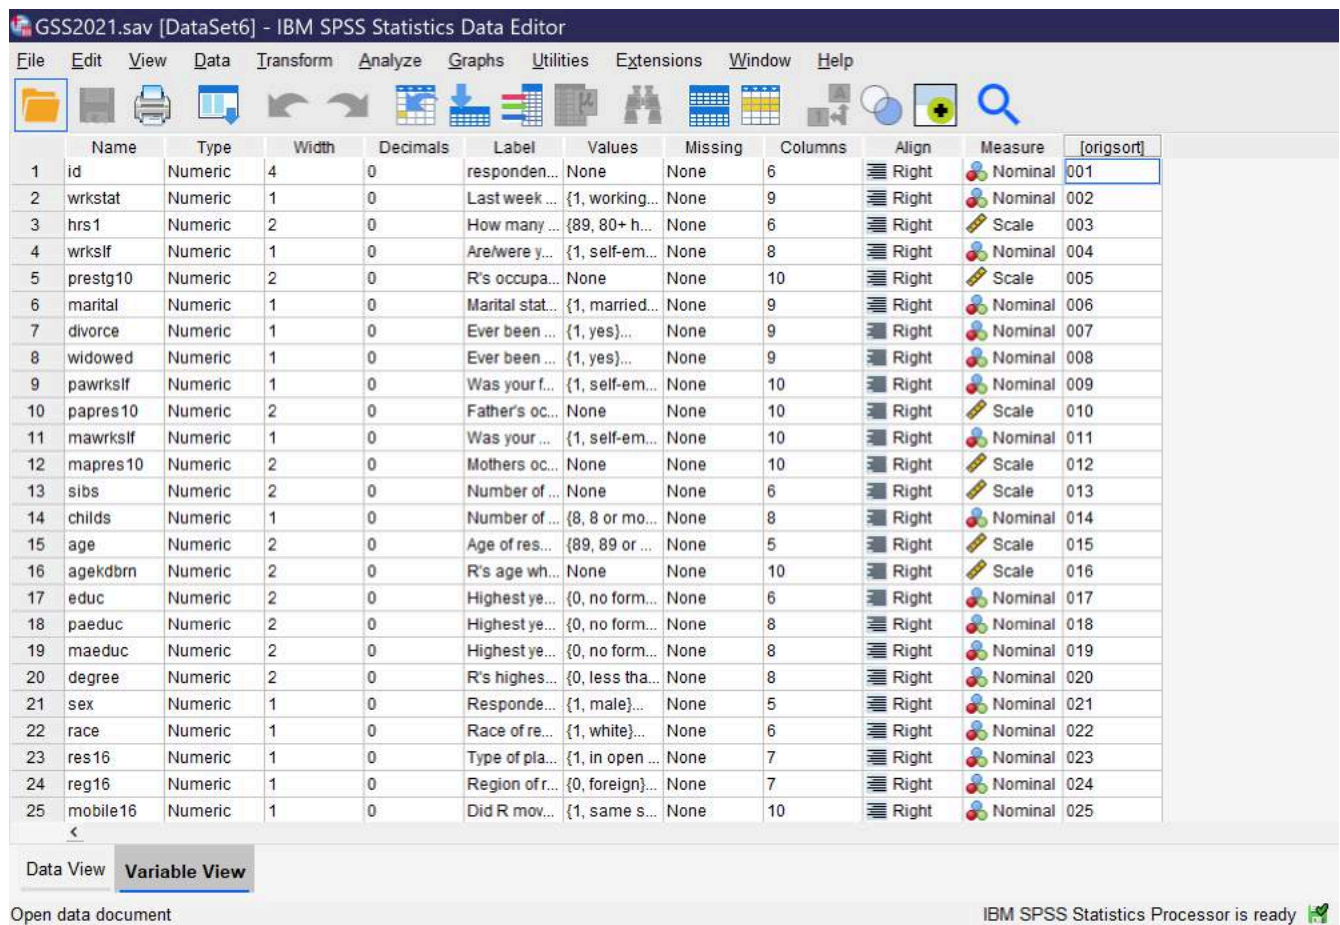 GSS2021.sav [DataSet6] - IBM SPSS Statistics Data Editor
File Edit View Data Transform Analyze Graphs Utilities Extensions Window Help
Name Type Width Decimals Label Values Missing Columns Align Measure [origsort]
1 id Numeric 4 0 responden... None None 6 Right Nominal 001
2 wrkstat Numeric 1 0 Last week ... {1, working... None 9 Right Nominal 002
3 hrs1 Numeric 2 0 How many ... {89, 80+ h... None 6 Right Scale 003
4 wrkslf Numeric 1 0 Are/were y... {1, self-em... None 8 Right Nominal 004
5 prestg10 Numeric 2 0 R's occupa... None None 10 Right Scale 005
6 marital Numeric 1 0 Marital stat... {1, married... None 9 Right Nominal 006
7 divorce Numeric 1 0 Ever been ... {1, yes}... None 9 Right Nominal 007
8 widowed Numeric 1 0 Ever been ... {1, yes}... None 9 Right Nominal 008
9 pawrkslf Numeric 1 0 Was your f... {1, self-em... None 10 Right Nominal 009
10 papres10 Numeric 2 0 Father's oc... None None 10 Right Scale 010
11 mawrkslf Numeric 1 0 Was your ... {1, self-em... None 10 Right Nominal 011
12 mapres10 Numeric 2 0 Mothers oc... None None 10 Right Scale 012
13 sibs Numeric 2 0 Number of ... None None 6 Right Scale 013
14 childs Numeric 1 0 Number of ... {8, 8 or mo... None 8 Right Nominal 014
15 age Numeric 2 0 Age of res... {89, 89 or ... None 5 Right Scale 015
16 agekdbrn Numeric 2 0 R's age wh... None None 10 Right Scale 016
17 educ Numeric 2 0 Highest ye... {0, no form... None 6 Right Nominal 017
18 paeduc Numeric 2 0 Highest ye... {0, no form... None 8 Right Nominal 018
19 maeduc Numeric 2 0 Highest ye... {0, no form... None 8 Right Nominal 019
20 degree Numeric 2 0 R's highes... {0, less tha... None 8 Right Nominal 020
21 sex Numeric 1 0 Responde... {1, male}... None 5 Right Nominal 021
22 race Numeric 1 0 Race of re... {1, white}... None 6 Right Nominal 022
23 res16 Numeric 1 0 Type of pla... {1, in open ... None 7 Right Nominal 023
24 reg16 Numeric 1 0 Region of r... {0, foreign}... None 7 Right Nominal 024
25 mobile16 Numeric 1 0 Did R mov... {1, same s... None 10 Right Nominal 025
Data View Variable View
Open data document IBM SPSS Statistics Processor is ready